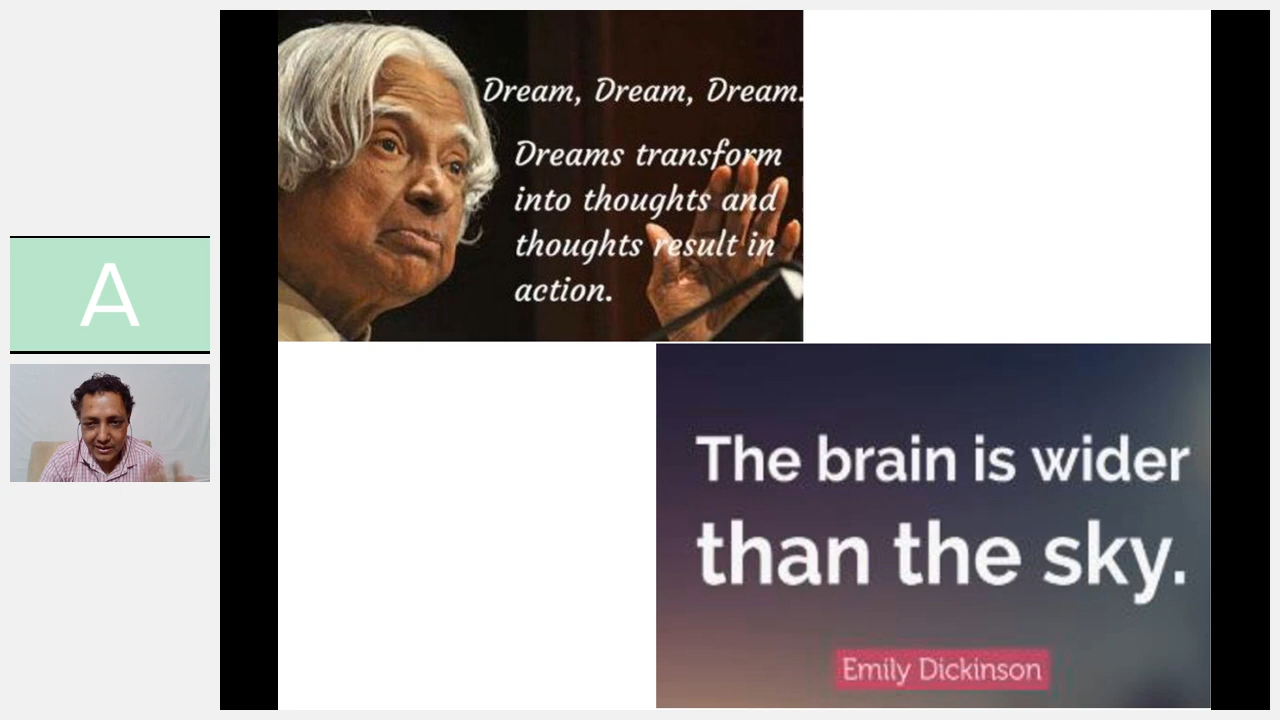 A
Dream, Dream, Dream.
Dreams transform
into thoughts and
thoughts result in
action.
The brain is wider
than the sky.
Emily Dickinson